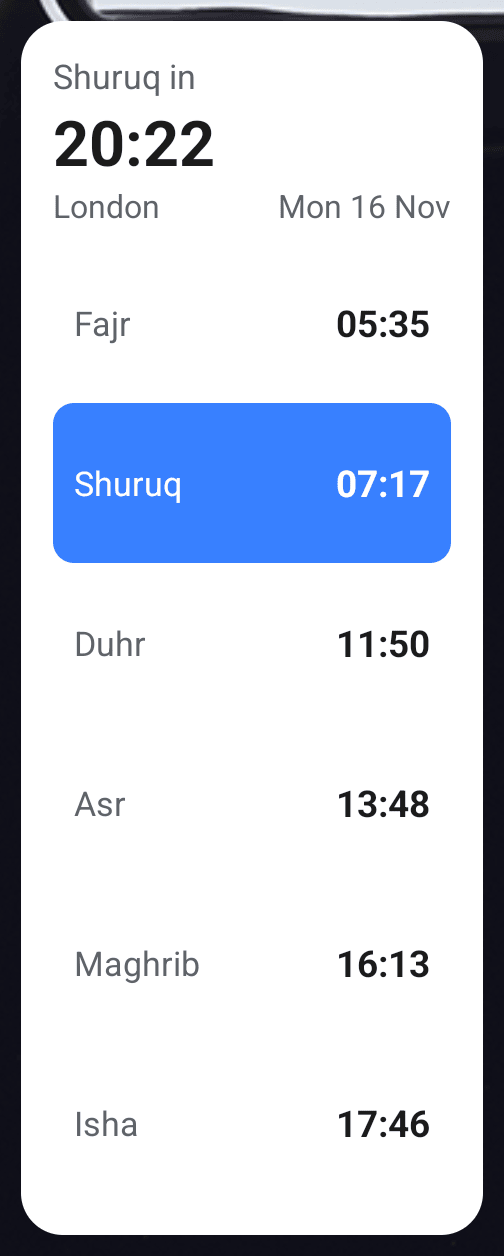 Shuruq in
20:22
London Mon 16 Nov
Fajr 05:35
Shuruq 07:17
Duhr 11:50
Asr 13:48
Maghrib 16:13
Isha 17:46